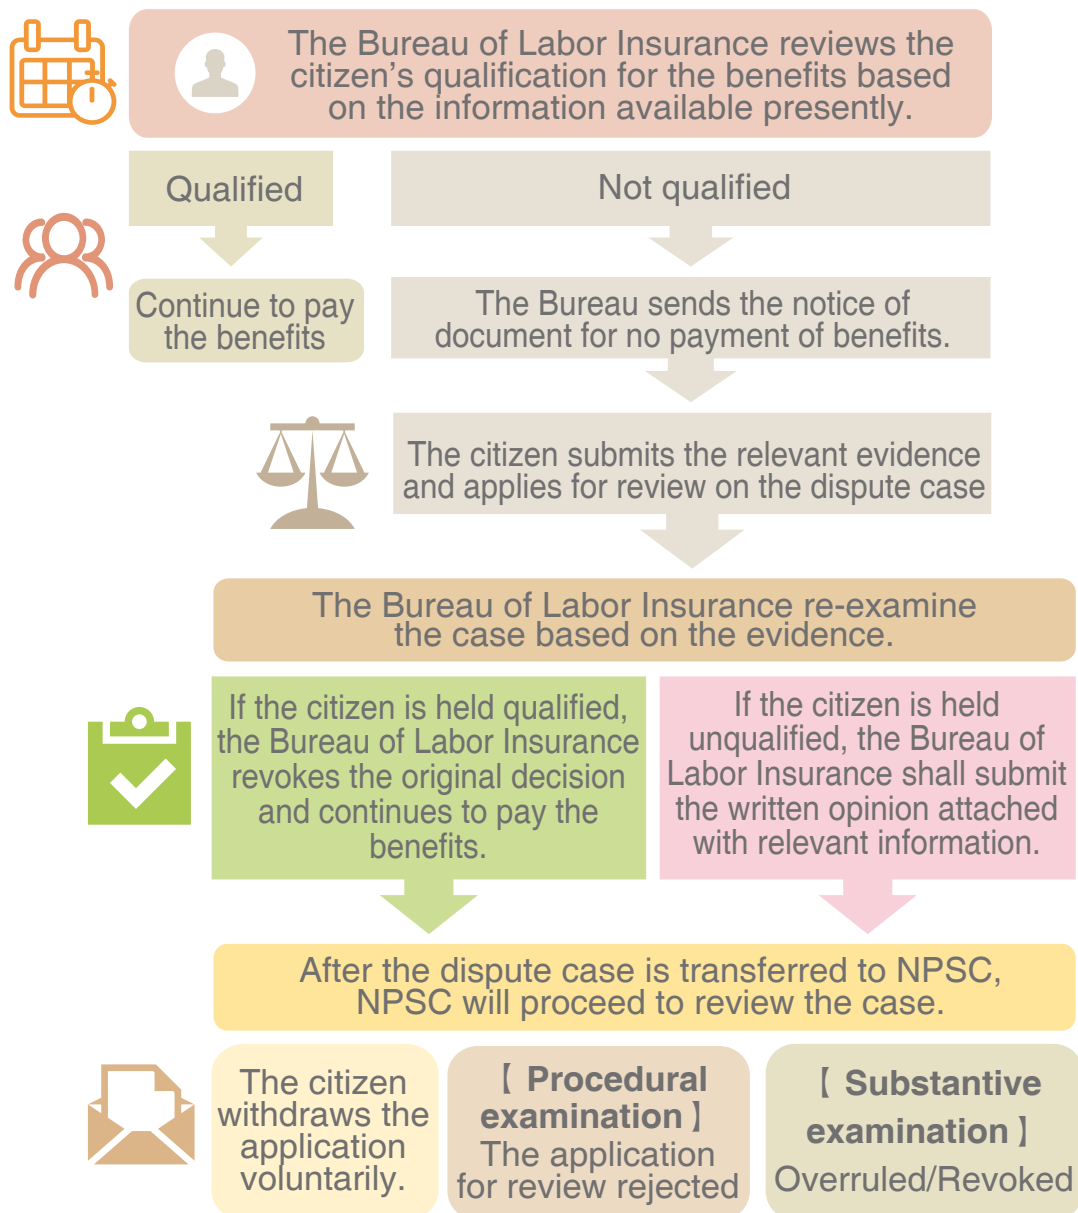 The Bureau of Labor Insurance reviews the
citizen’s qualification for the benefits based
on the information available presently.
Qualified
Not qualified
Continue to pay
the benefits
The Bureau sends the notice of
document for no payment of benefits.
The citizen submits the relevant evidence
and applies for review on the dispute case
The Bureau of Labor Insurance re-examine
the case based on the evidence.
If the citizen is held qualified,
the Bureau of Labor Insurance
revokes the original decision
and continues to pay the
benefits.
If the citizen is held
unqualified, the Bureau of
Labor Insurance shall submit
the written opinion attached
with relevant information.
After the dispute case is transferred to NPSC,
NPSC will proceed to review the case.
The citizen
withdraws the
application
voluntarily.
【 Procedural
examination 】
The application
for review rejected
【 Substantive
examination 】
Overruled/Revoked